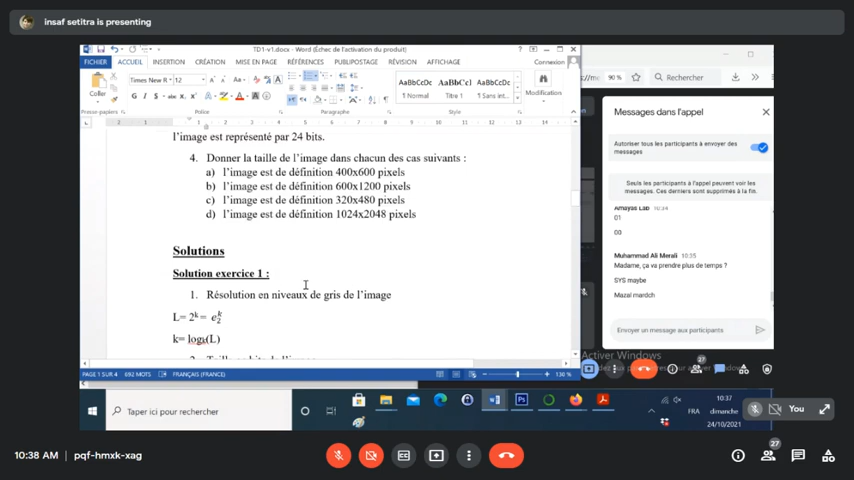 insaf setitra is presenting
TD1-v1.docx (Échec de l'activation du produit)
FICHIER ACCUEIL INSERTION CRÉATION MISE EN PAGE RÉFÉRENCES PUBLIPOSTAGE RÉVISION AFFICHAGE Connexion
Times New R 12
Coller
AaBbCcDc AaBbC( AaBbCcDc
¶ Normal Titre 1 ¶ Sans int...
Modification
Presse-papiers Police Paragraphe Style
l'image est représenté par 24 bits.
4. Donner la taille de l'image dans chacun des cas suivants :
a) l'image est de définition 400x600 pixels
b) l'image est de définition 600x1200 pixels
c) l'image est de définition 320x480 pixels
d) l'image est de définition 1024x2048 pixels
Solutions
Solution exercice 1 :
1. Résolution en niveaux de gris de l'image
L= 2^k =
k=
PAGE 1 SUR 4 692 MOTS FRANÇAIS (FRANCE) 136 %
90 % Rechercher
Messages dans l'appel
Autoriser tous les participants à envoyer des
messages
Seuls les participants à l'appel peuvent voir les
messages. Ces derniers sont supprimés à la fin.
Amayas Lab 10:34
01
00
Muhammad Ali Merali 10:35
Madame, ça va prendre plus de temps ?
SYS maybe
Mazal mardch
Envoyer un message aux participants
Activer Windows
27
Taper ici pour rechercher
FRA
10:37
dimanche
24/10/2021
You
10:38 AM pqf-hmxk-xag
27